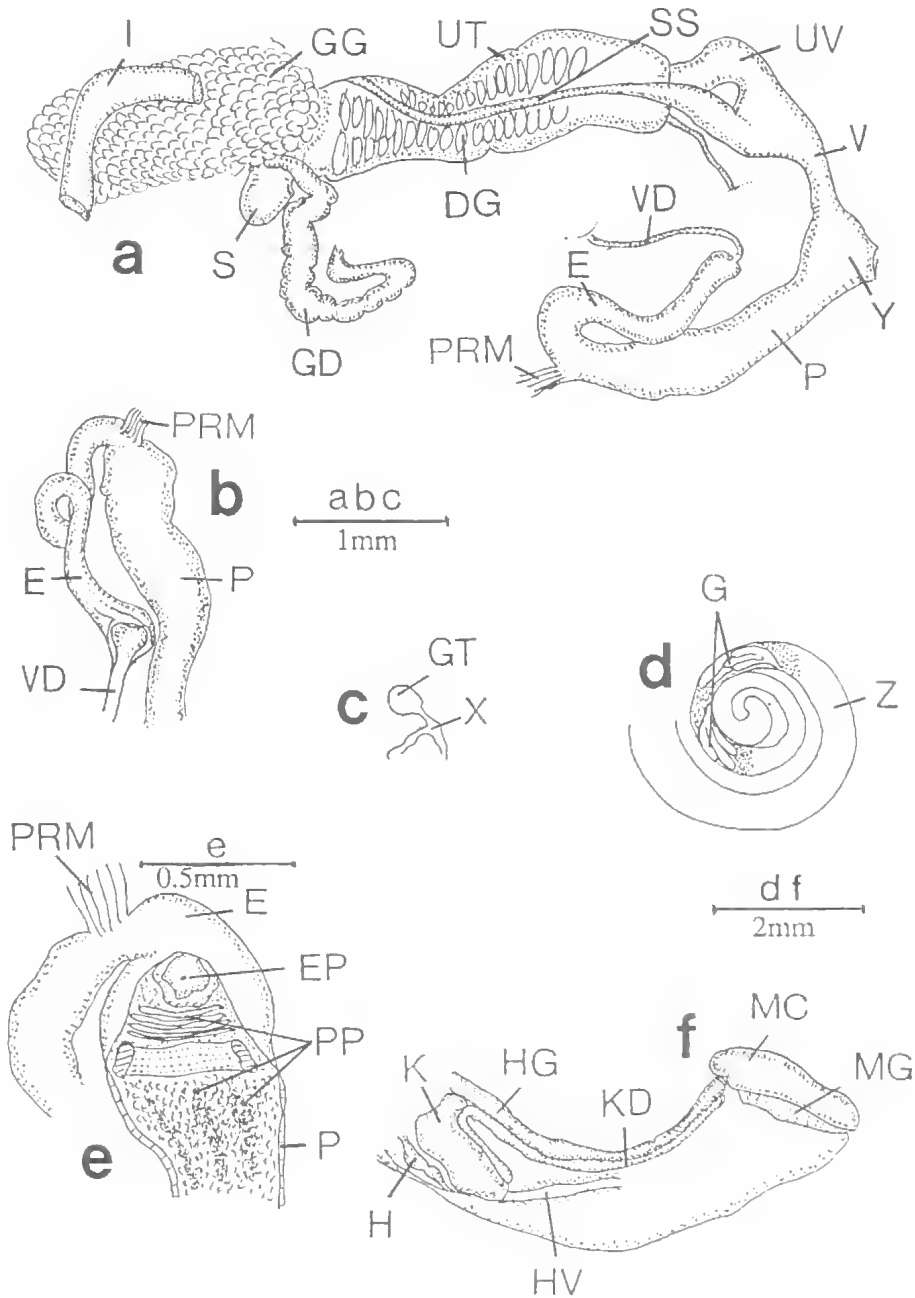 I GG UT SS UV
V
a S GD DG VD E PRM P Y
PRM
b
abc
1mm
E P
VD
GT
c X
G
d Z
PRM
e
0.5mm
E
EP
PP
P
e
d f
2mm
MC
f MG
K HG KD
H HV